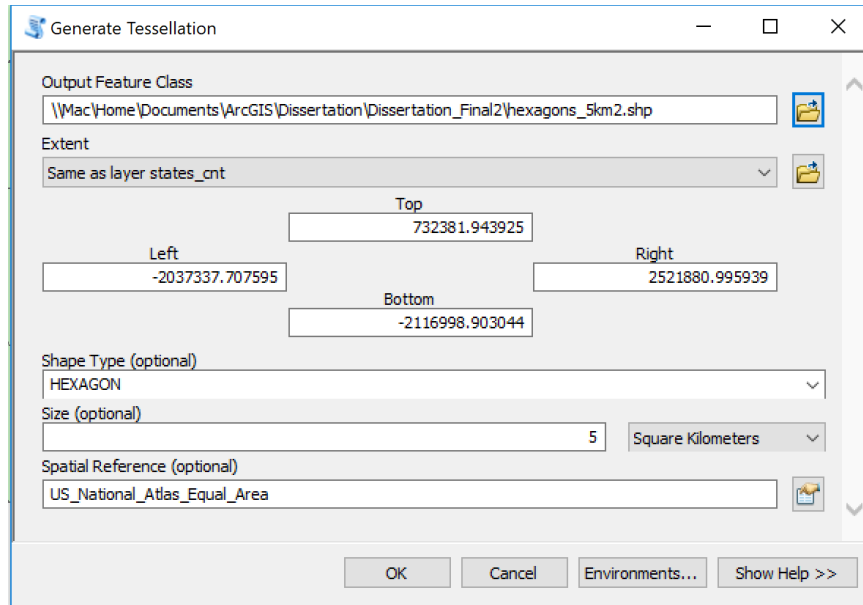 Generate Tessellation
Output Feature Class
\\Mac\Home\Documents\ArcGIS\Dissertation\Dissertation_Final2\hexagons_5km2.shp
Extent
Same as layer states_cnt
Top
732381.943925
Left
Right
-2037337.707595
2521880.995939
Bottom
-2116998.903044
Shape Type (optional)
HEXAGON
Size (optional)
5
Square Kilometers
Spatial Reference (optional)
US_National_Atlas_Equal_Area
OK
Cancel
Environments...
Show Help >>